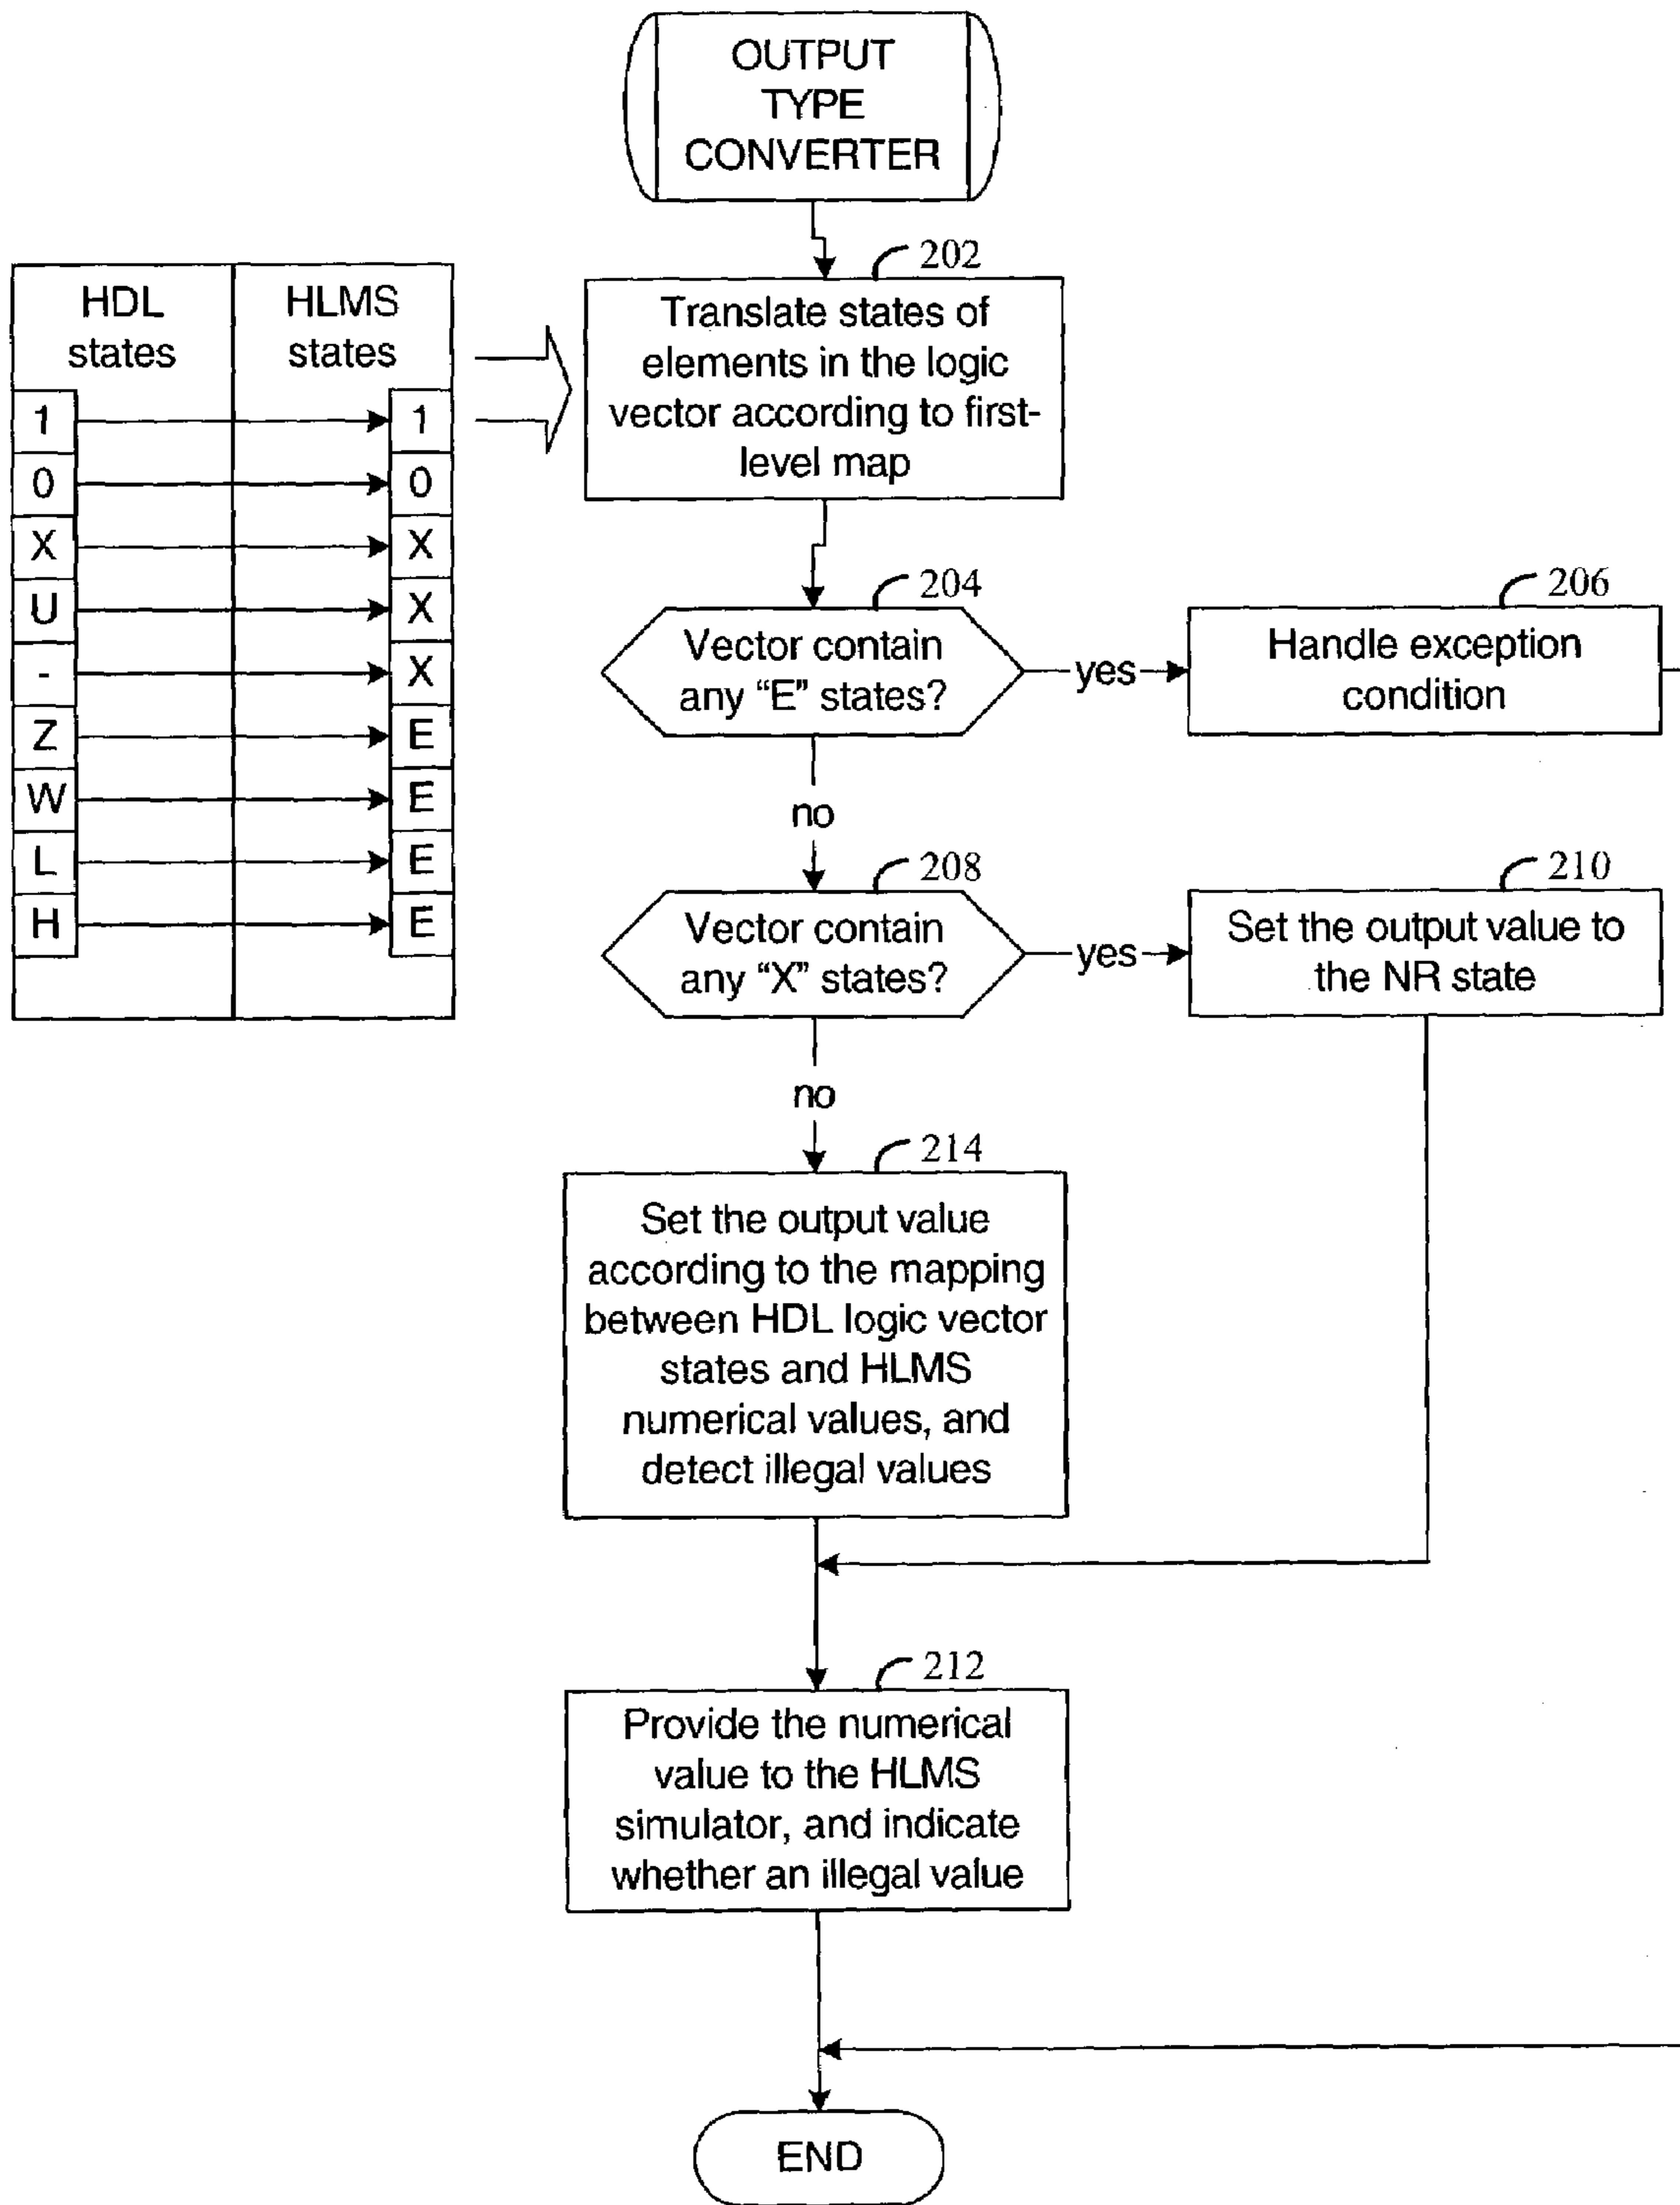 OUTPUT
TYPE
CONVERTER
HDL
states
HLMS
states
1
1
0
0
X
X
U
X
-
X
Z
E
W
E
L
E
H
E
202
Translate states of
elements in the logic
vector according to first-
level map
204
Vector contain
any “E” states?
yes
206
Handle exception
condition
no
208
Vector contain
any “X” states?
yes
210
Set the output value to
the NR state
no
214
Set the output value
according to the mapping
between HDL logic vector
states and HLMS
numerical values, and
detect illegal values
212
Provide the numerical
value to the HLMS
simulator, and indicate
whether an illegal value
END